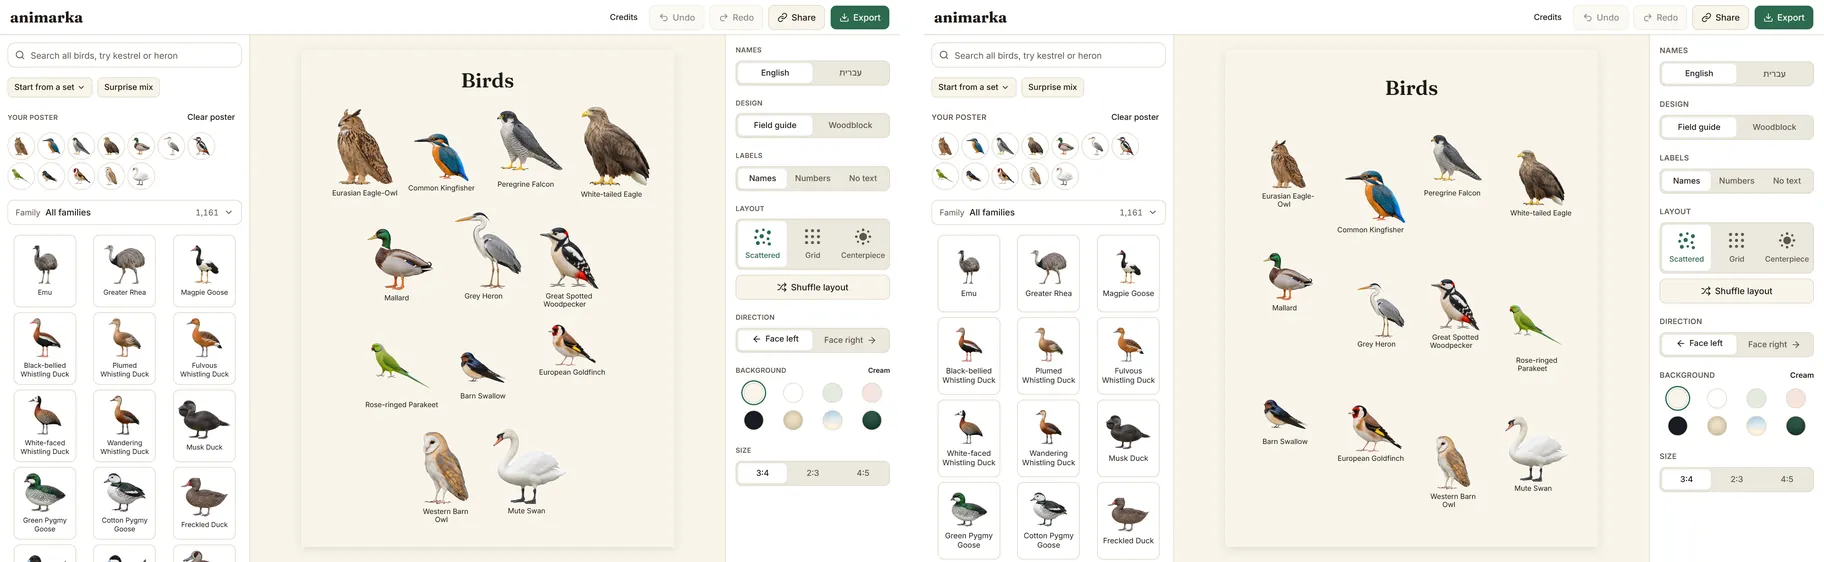 animarka
Credits
Undo
Redo
Share
Export
Search all birds, try kestrel or heron
Start from a set
Surprise mix
YOUR POSTER
Clear poster
Family All families
1,161
Emu
Greater Rhea
Magpie Goose
Black-bellied
Whistling Duck
Plumed
Whistling Duck
Fulvous
Whistling Duck
White-faced
Whistling Duck
Wandering
Whistling Duck
Musk Duck
Green Pygmy
Goose
Cotton Pygmy
Goose
Freckled Duck
Birds
Eurasian Eagle-Owl
Common Kingfisher
Peregrine Falcon
White-tailed Eagle
Mallard
Grey Heron
Great Spotted
Woodpecker
Rose-ringed Parakeet
Barn Swallow
European Goldfinch
Western Barn
Owl
Mute Swan
NAMES
English
עברית
DESIGN
Field guide
Woodblock
LABELS
Names
Numbers
No text
LAYOUT
Scattered
Grid
Centerpiece
Shuffle layout
DIRECTION
Face left
Face right
BACKGROUND
Cream
SIZE
3:4
2:3
4:5
animarka
Credits
Undo
Redo
Share
Export
Search all birds, try kestrel or heron
Start from a set
Surprise mix
YOUR POSTER
Clear poster
Family All families
1,161
Emu
Greater Rhea
Magpie Goose
Black-bellied
Whistling Duck
Plumed
Whistling Duck
Fulvous
Whistling Duck
White-faced
Whistling Duck
Wandering
Whistling Duck
Musk Duck
Green Pygmy
Goose
Cotton Pygmy
Goose
Freckled Duck
Birds
Eurasian Eagle-
Owl
Common Kingfisher
Peregrine Falcon
White-tailed Eagle
Mallard
Grey Heron
Great Spotted
Woodpecker
Rose-ringed
Parakeet
Barn Swallow
European Goldfinch
Western Barn
Owl
Mute Swan
NAMES
English
עברית
DESIGN
Field guide
Woodblock
LABELS
Names
Numbers
No text
LAYOUT
Scattered
Grid
Centerpiece
Shuffle layout
DIRECTION
Face left
Face right
BACKGROUND
Cream
SIZE
3:4
2:3
4:5